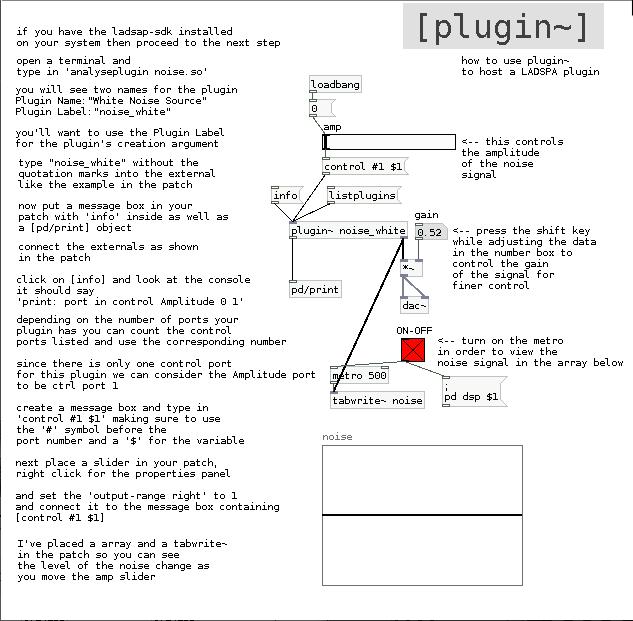 [plugin~]
if you have the ladsap-sdk installed
on your system then proceed to the next step
open a terminal and
type in 'analyseplugin noise.so'
you will see two names for the plugin
Plugin Name:"White Noise Source"
Plugin Label:"noise_white"
you'll want to use the Plugin Label
for the plugin's creation argument
type "noise_white" without the
quotation marks into the external
like the example in the patch
now put a message box in your
patch with 'info' inside as well as
a [pd/print] object
connect the externals as shown
in the patch
click on [info] and look at the console
it should say
'print: port in control Amplitude 0 1'
depending on the number of ports your
plugin has you can count the control
ports listed and use the corresponding number
since there is only one control port
for this plugin we can consider the Amplitude port
to be ctrl port 1
create a message box and type in
'control #1 $1' making sure to use
the '#' symbol before the
port number and a '$' for the variable
next place a slider in your patch,
right click for the properties panel
and set the 'output-range right' to 1
and connect it to the message box containing
[control #1 $1]
I've placed a array and a tabwrite~
in the patch so you can see
the level of the noise change as
you move the amp slider
how to use plugin~
to host a LADSPA plugin
loadbang
0
amp
<-- this controls
the amplitude
of the noise
signal
control #1 $1
info
listplugins
plugin~ noise_white
gain
0.52
<-- press the shift key
while adjusting the data
in the number box to
control the gain
of the signal for
finer control
*~
pd/print
dac~
ON-OFF
<-- turn on the metro
in order to view the
noise signal in the array below
metro 500
tabwrite~ noise
;
pd dsp $1
noise